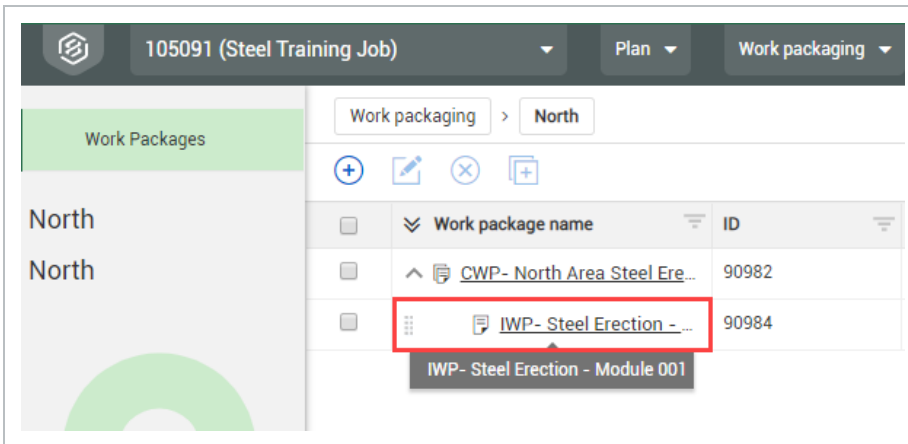 105091 (Steel Training Job) Plan Work packaging
Work Packages
Work packaging > North
North
North
Work package name ID
CWP- North Area Steel Ere... 90982
IWP- Steel Erection - ... 90984
IWP- Steel Erection - Module 001